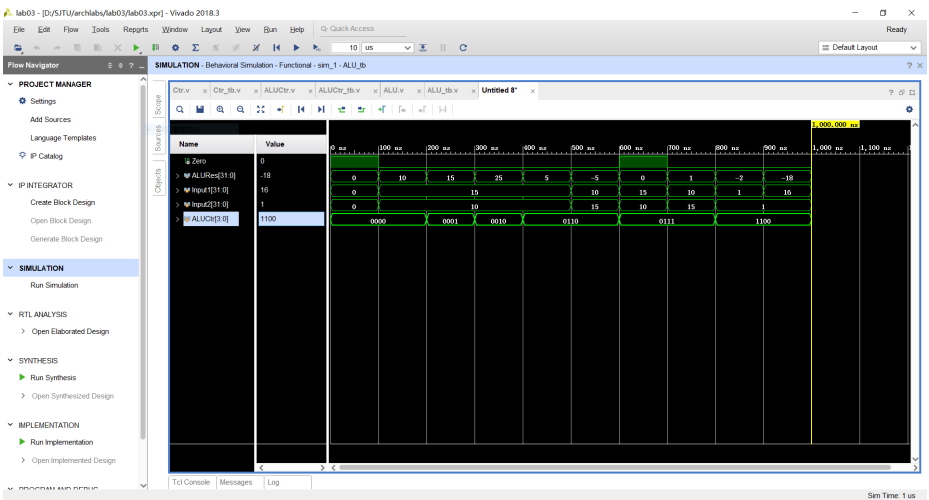 lab03 - [D:/SJTU/archlabs/lab03/lab03.xpr] - Vivado 2018.3
File Edit Flow Tools Reports Window Layout View Run Help Q- Quick Access Ready
10 us Default Layout
Flow Navigator
SIMULATION - Behavioral Simulation - Functional - sim_1 - ALU_tb
PROJECT MANAGER
Settings
Add Sources
Language Templates
IP Catalog
IP INTEGRATOR
Create Block Design
Open Block Design
Generate Block Design
SIMULATION
Run Simulation
RTL ANALYSIS
Open Elaborated Design
SYNTHESIS
Run Synthesis
Open Synthesized Design
IMPLEMENTATION
Run Implementation
Open Implemented Design
PROGRAM AND DEBUG
Scope
Sources
Objects
Ctr.v Ctr_tb.v ALUCtr.v ALUCtr_tb.v ALU.v ALU_tb.v Untitled 8*
1,000.000 ns
Name Value 0 ns 100 ns 200 ns 300 ns 400 ns 500 ns 600 ns 700 ns 800 ns 900 ns 1,000 ns 1,100 ns
Zero 0
ALURes[31:0] -18 0 10 15 25 5 -5 0 1 -2 -18
Input1[31:0] 16 0 15 10 15 10 1 16
Input2[31:0] 1 0 10 15 10 15 1
ALUCtr[3:0] 1100 0000 0001 0010 0110 0111 1100
Tcl Console Messages Log
Sim Time: 1 us